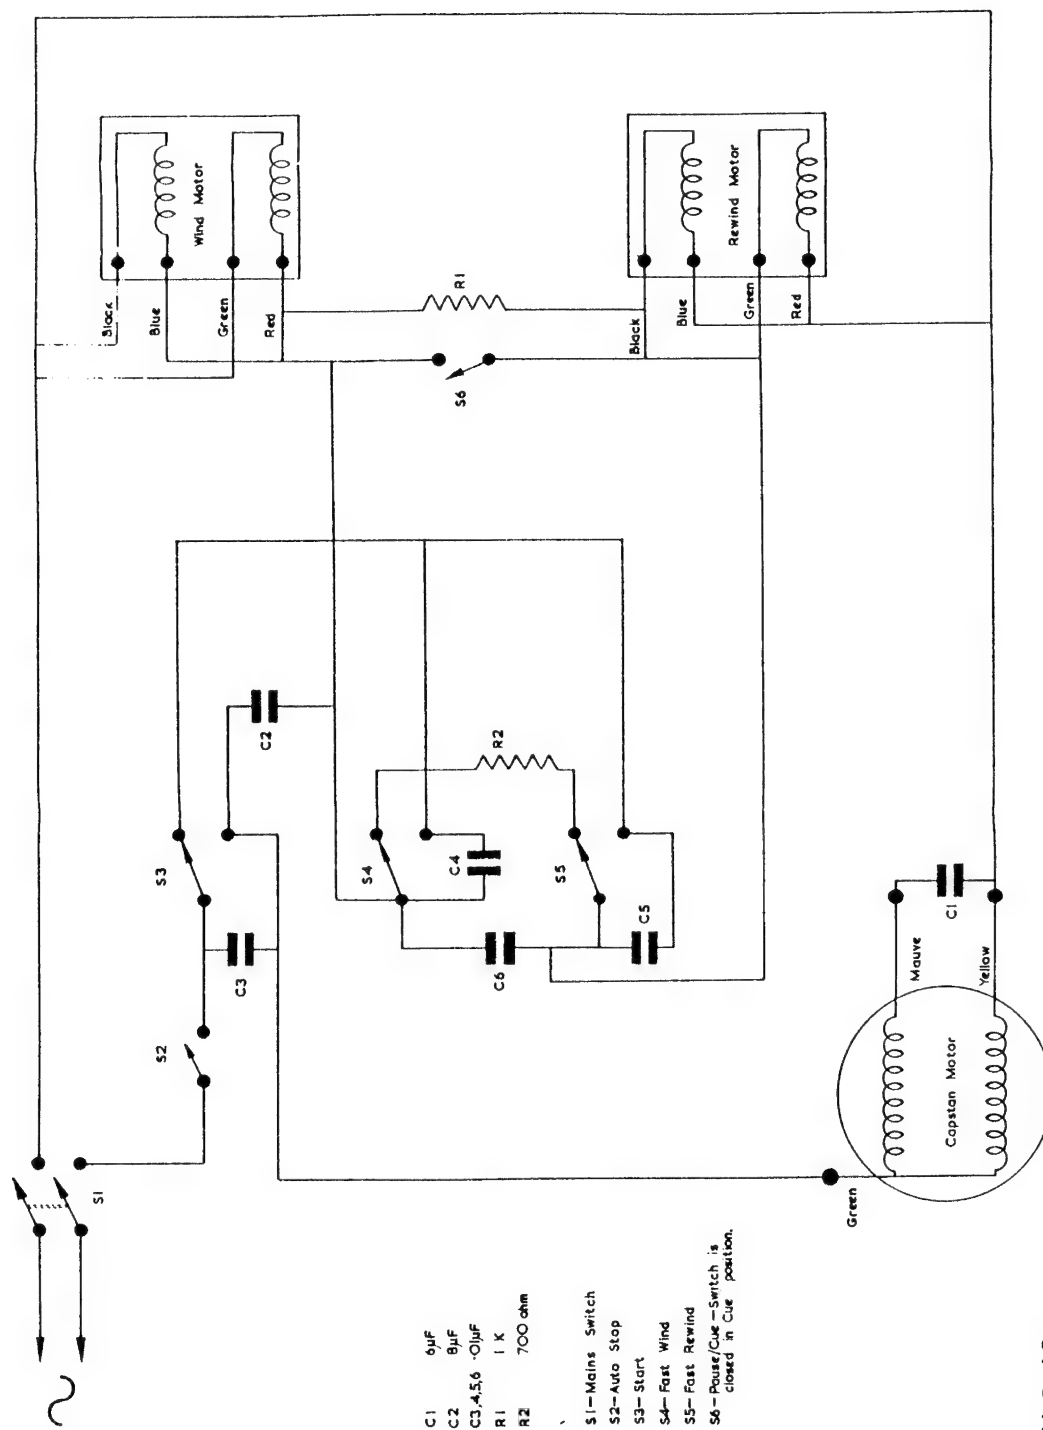 S1
S2
S3
C3
C2
S4
C4
R2
C6
S5
C5
S6
R1
Black
Blue
Wind Motor
Green
Red
Black
Blue
Rewind Motor
Green
Red
Green
Mauve
Capstan Motor
Yellow
C1
C1 6µF
C2 8µF
C3,4,5,6 ·01µF
R1 1 K
R2 700 ohm
S1—Mains Switch
S2—Auto Stop
S3—Start
S4—Fast Wind
S5—Fast Rewind
S6—Pause/Cue—Switch is
closed in Cue position.